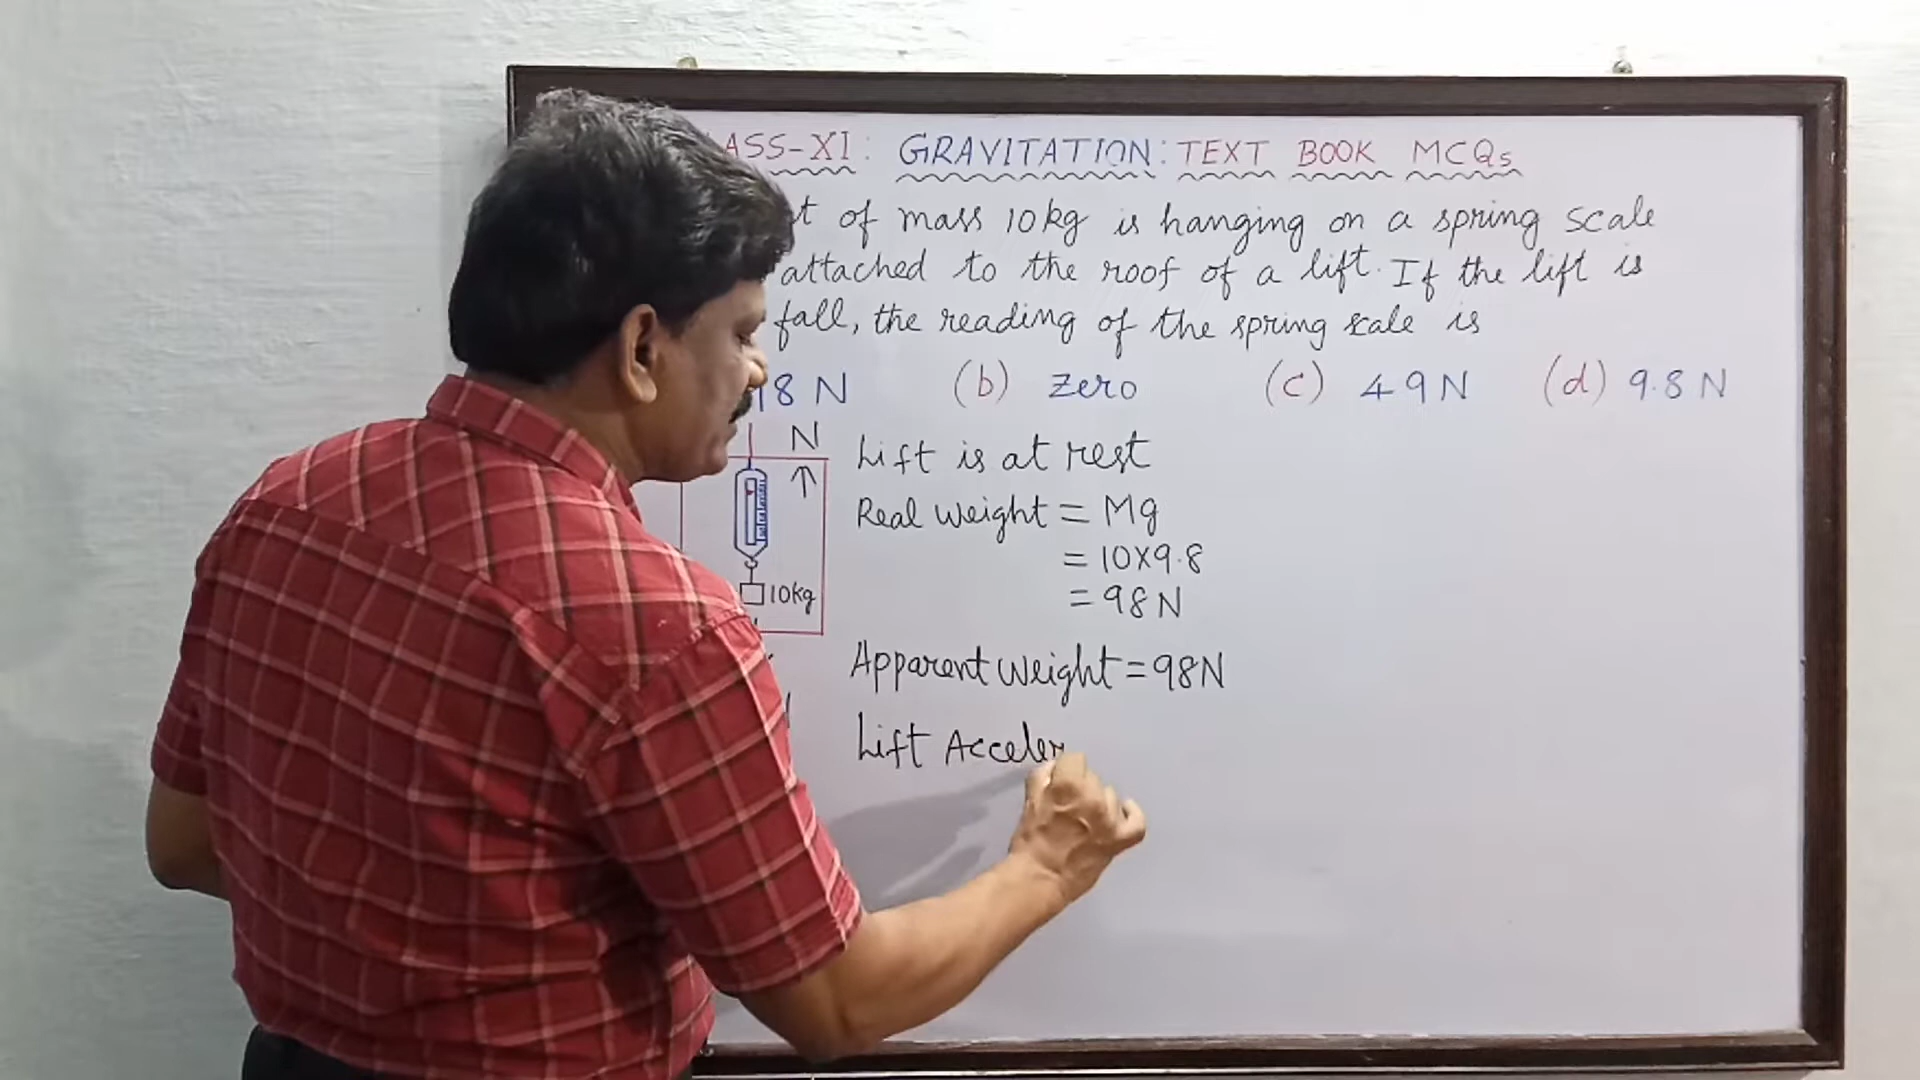 ASS-XI: GRAVITATION: TEXT BOOK MCQs
t of mass 10kg is hanging on a spring scale
attached to the roof of a lift. If the lift is
fall, the reading of the spring scale is
98 N (b) zero (c) 49 N (d) 9.8 N
N
10kg
Lift is at rest
Real weight = Mg
= 10x9.8
= 98 N
Apparent weight = 98N
Lift Acceler